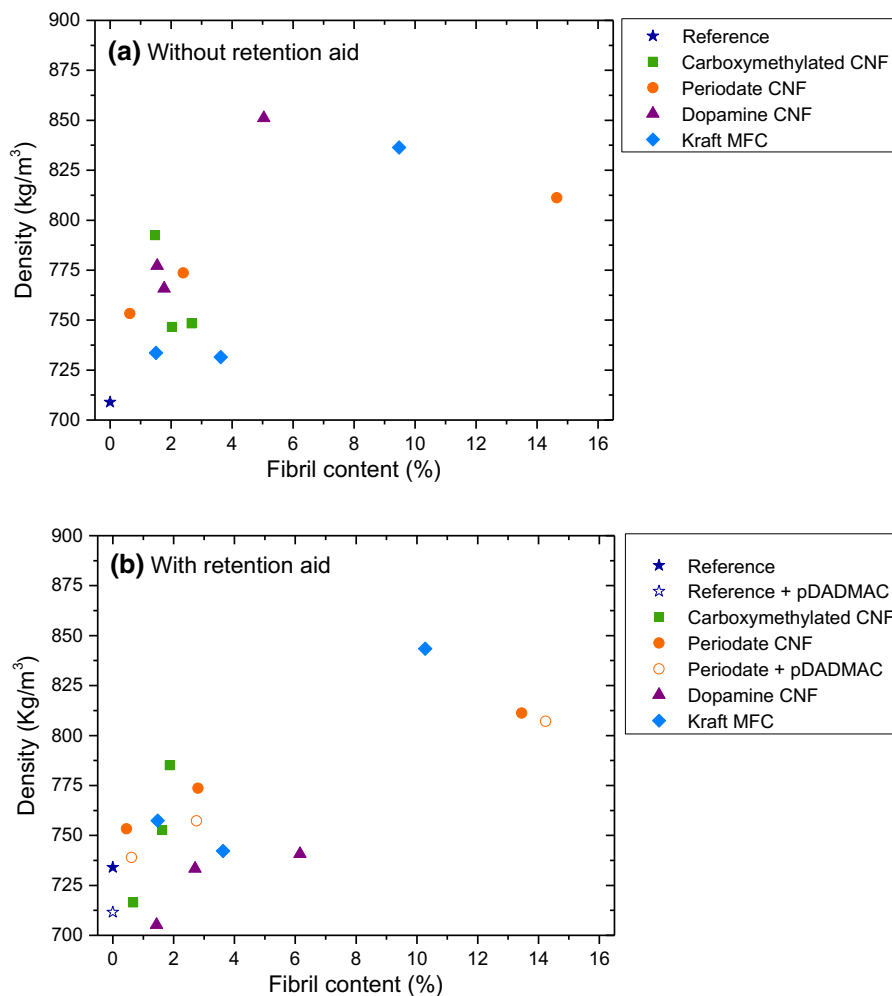 (a) Without retention aid
Density (kg/m³)
900
875
850
825
800
775
750
725
700
0 2 4 6 8 10 12 14 16
Fibril content (%)
Reference
Carboxymethylated CNF
Periodate CNF
Dopamine CNF
Kraft MFC
(b) With retention aid
Density (Kg/m³)
900
875
850
825
800
775
750
725
700
0 2 4 6 8 10 12 14 16
Fibril content (%)
Reference
Reference + pDADMAC
Carboxymethylated CNF
Periodate CNF
Periodate + pDADMAC
Dopamine CNF
Kraft MFC